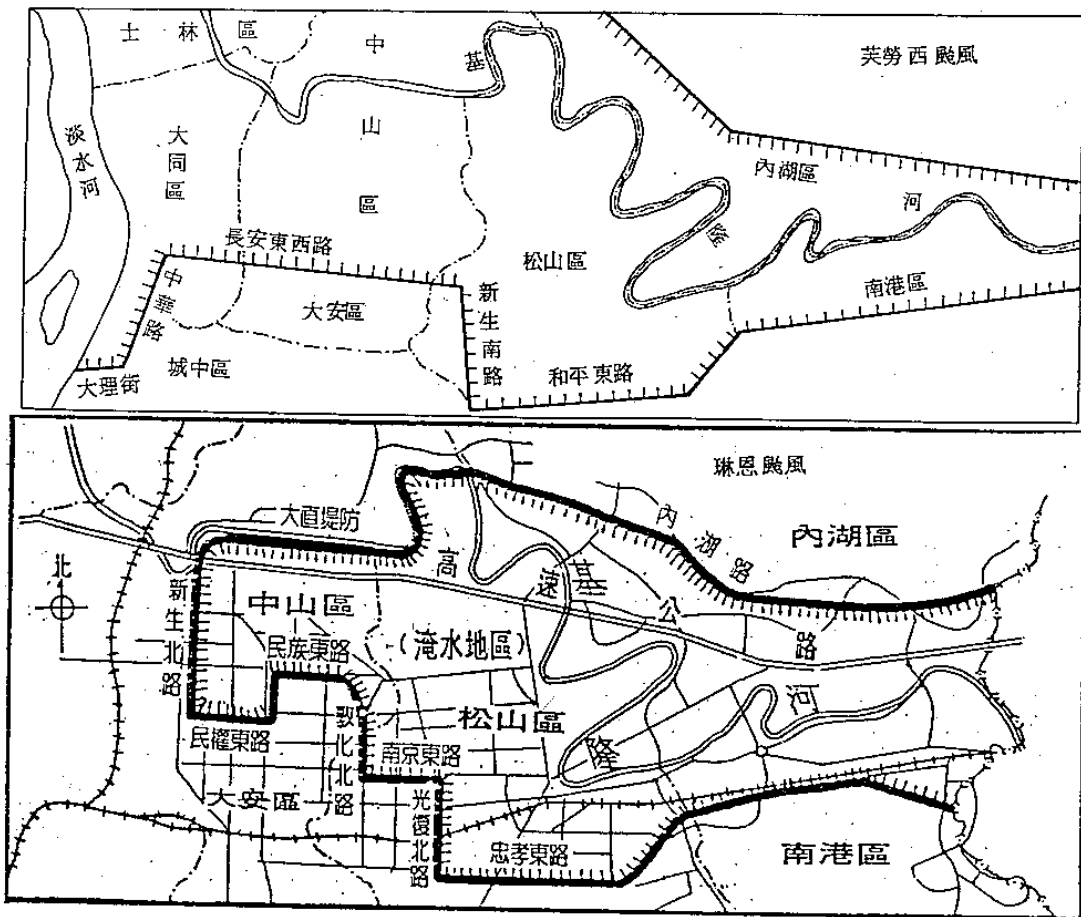 士林區
中
山
區
基
隆
河
芙勞西颱風
淡水河
大同區
內湖區
長安東西路
松山區
中華路
新生南路
大安區
南港區
大理街
城中區
和平東路
琳恩颱風
大直堤防
內湖路
內湖區
北
高速公路
基隆河
新生北路
中山區
民族東路
(淹水地區)
松山區
民權東路
敦化北路
南京東路
大安區
光復北路
忠孝東路
南港區